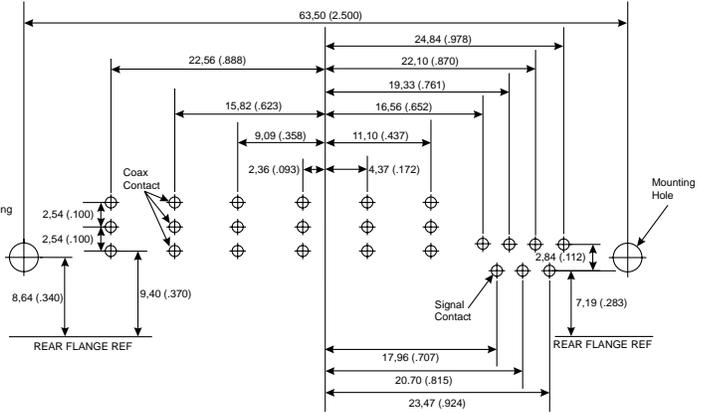 63,50 (2.500)
24,84 (.978)
22,56 (.888)
22,10 (.870)
19,33 (.761)
15,82 (.623)
16,56 (.652)
9,09 (.358)
11,10 (.437)
2,36 (.093)
4,37 (.172)
Coax
Contact
Mounting
Hole
ng
2,54 (.100)
2,54 (.100)
2,84 (.112)
8,64 (.340)
9,40 (.370)
Signal
Contact
7,19 (.283)
REAR FLANGE REF
REAR FLANGE REF
17,96 (.707)
20.70 (.815)
23,47 (.924)